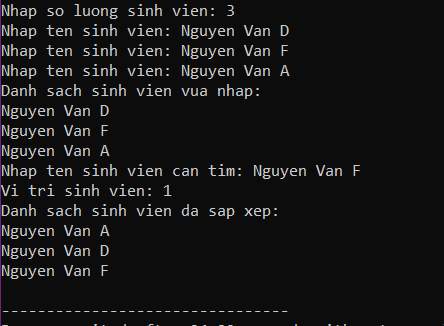 Nhap so luong sinh vien: 3
Nhap ten sinh vien: Nguyen Van D
Nhap ten sinh vien: Nguyen Van F
Nhap ten sinh vien: Nguyen Van A
Danh sach sinh vien vua nhap:
Nguyen Van D
Nguyen Van F
Nguyen Van A
Nhap ten sinh vien can tim: Nguyen Van F
Vi tri sinh vien: 1
Danh sach sinh vien da sap xep:
Nguyen Van A
Nguyen Van D
Nguyen Van F
--------------------------------